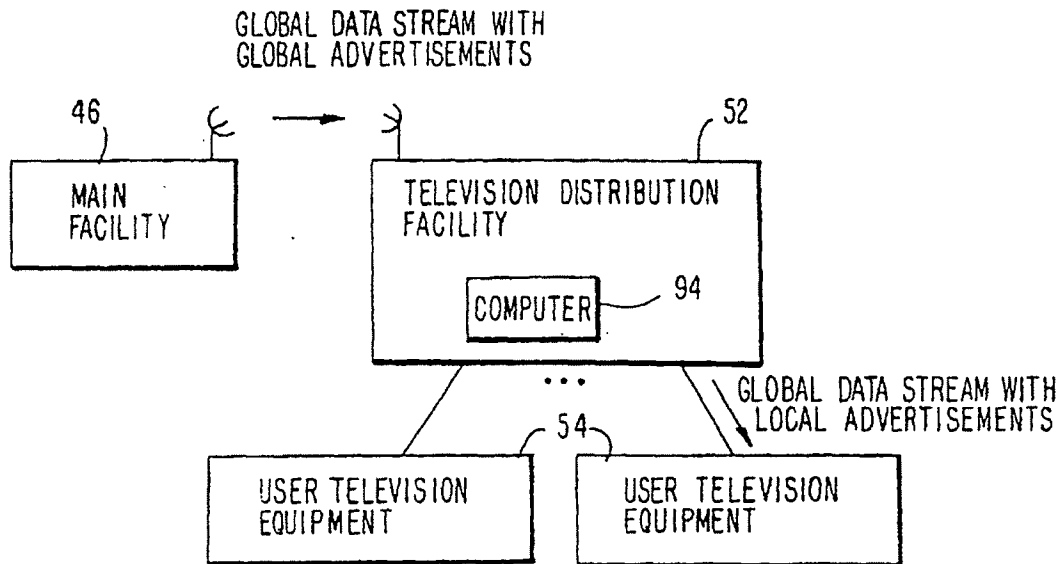 GLOBAL DATA STREAM WITH
GLOBAL ADVERTISEMENTS
46
52
MAIN
FACILITY
TELEVISION DISTRIBUTION
FACILITY
COMPUTER
94
...
GLOBAL DATA STREAM WITH
LOCAL ADVERTISEMENTS
54
USER TELEVISION
EQUIPMENT
USER TELEVISION
EQUIPMENT